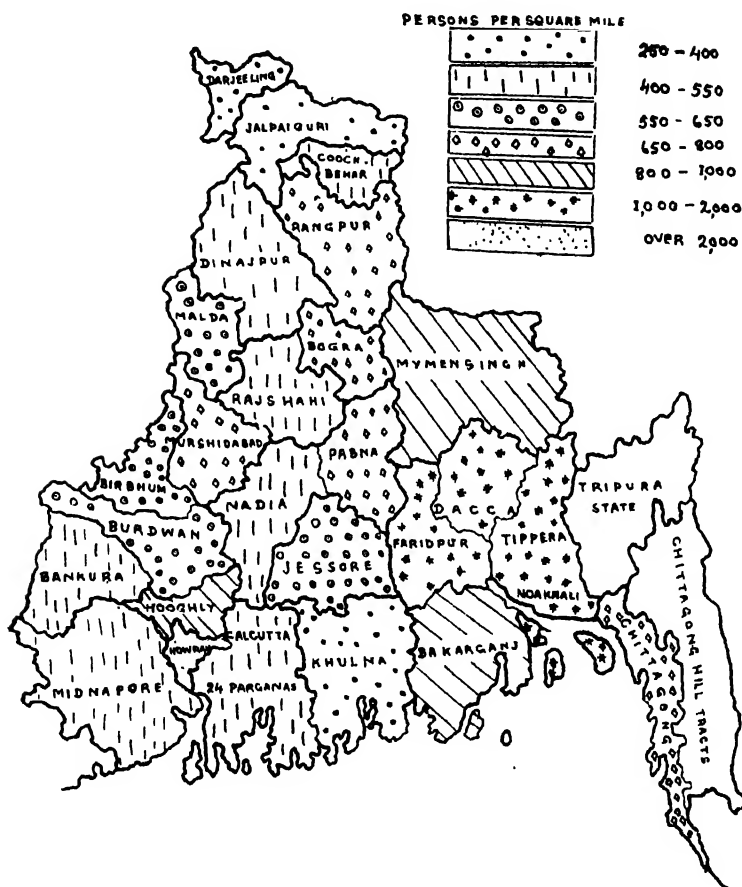 PERSONS PER SQUARE MILE
250 - 400
400 - 550
550 - 650
650 - 800
800 - 1,000
1,000 - 2,000
OVER 2,000
DARJEELING
JALPAIGURI
COOCH
BEHAR
RANGPUR
DINAJPUR
MALDA
BOGRA
MYMENSINGH
RAJSHAHI
MURSHIDABAD
PABNA
BIRBHUM
NADIA
DACCA
TRIPURA
STATE
BURDWAN
JESSORE
FARIDPUR
TIPPERA
BANKURA
NOAKHALI
HOOGHLY
CALCUTTA
HOWRAH
KHULNA
BAKARGANJ
MIDNAPORE
24 PARGANAS
CHITTAGONG
CHITTAGONG HILL TRACTS